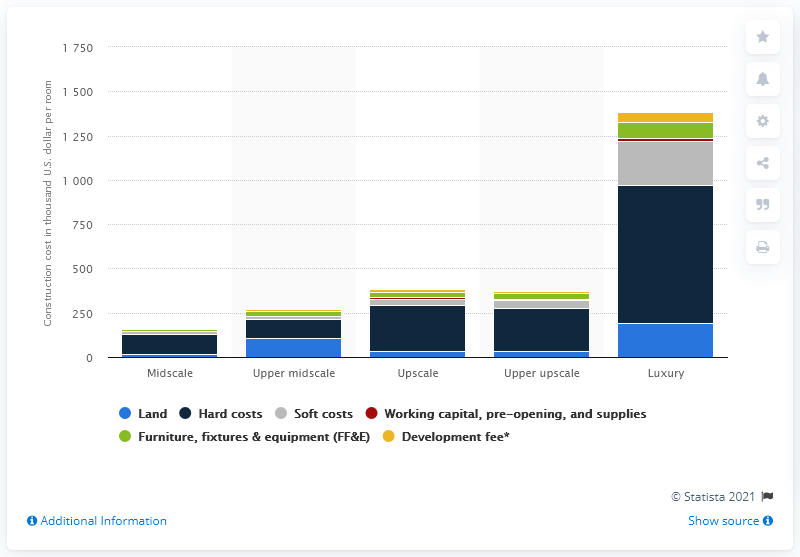 Construction cost in thousand U.S. dollar per room
1 750
1 500
1 250
1 000
750
500
250
0
Midscale Upper midscale Upscale Upper upscale Luxury
Land Hard costs Soft costs Working capital, pre-opening, and supplies
Furniture, fixtures & equipment (FF&E) Development fee*
© Statista 2021
Additional Information Show source